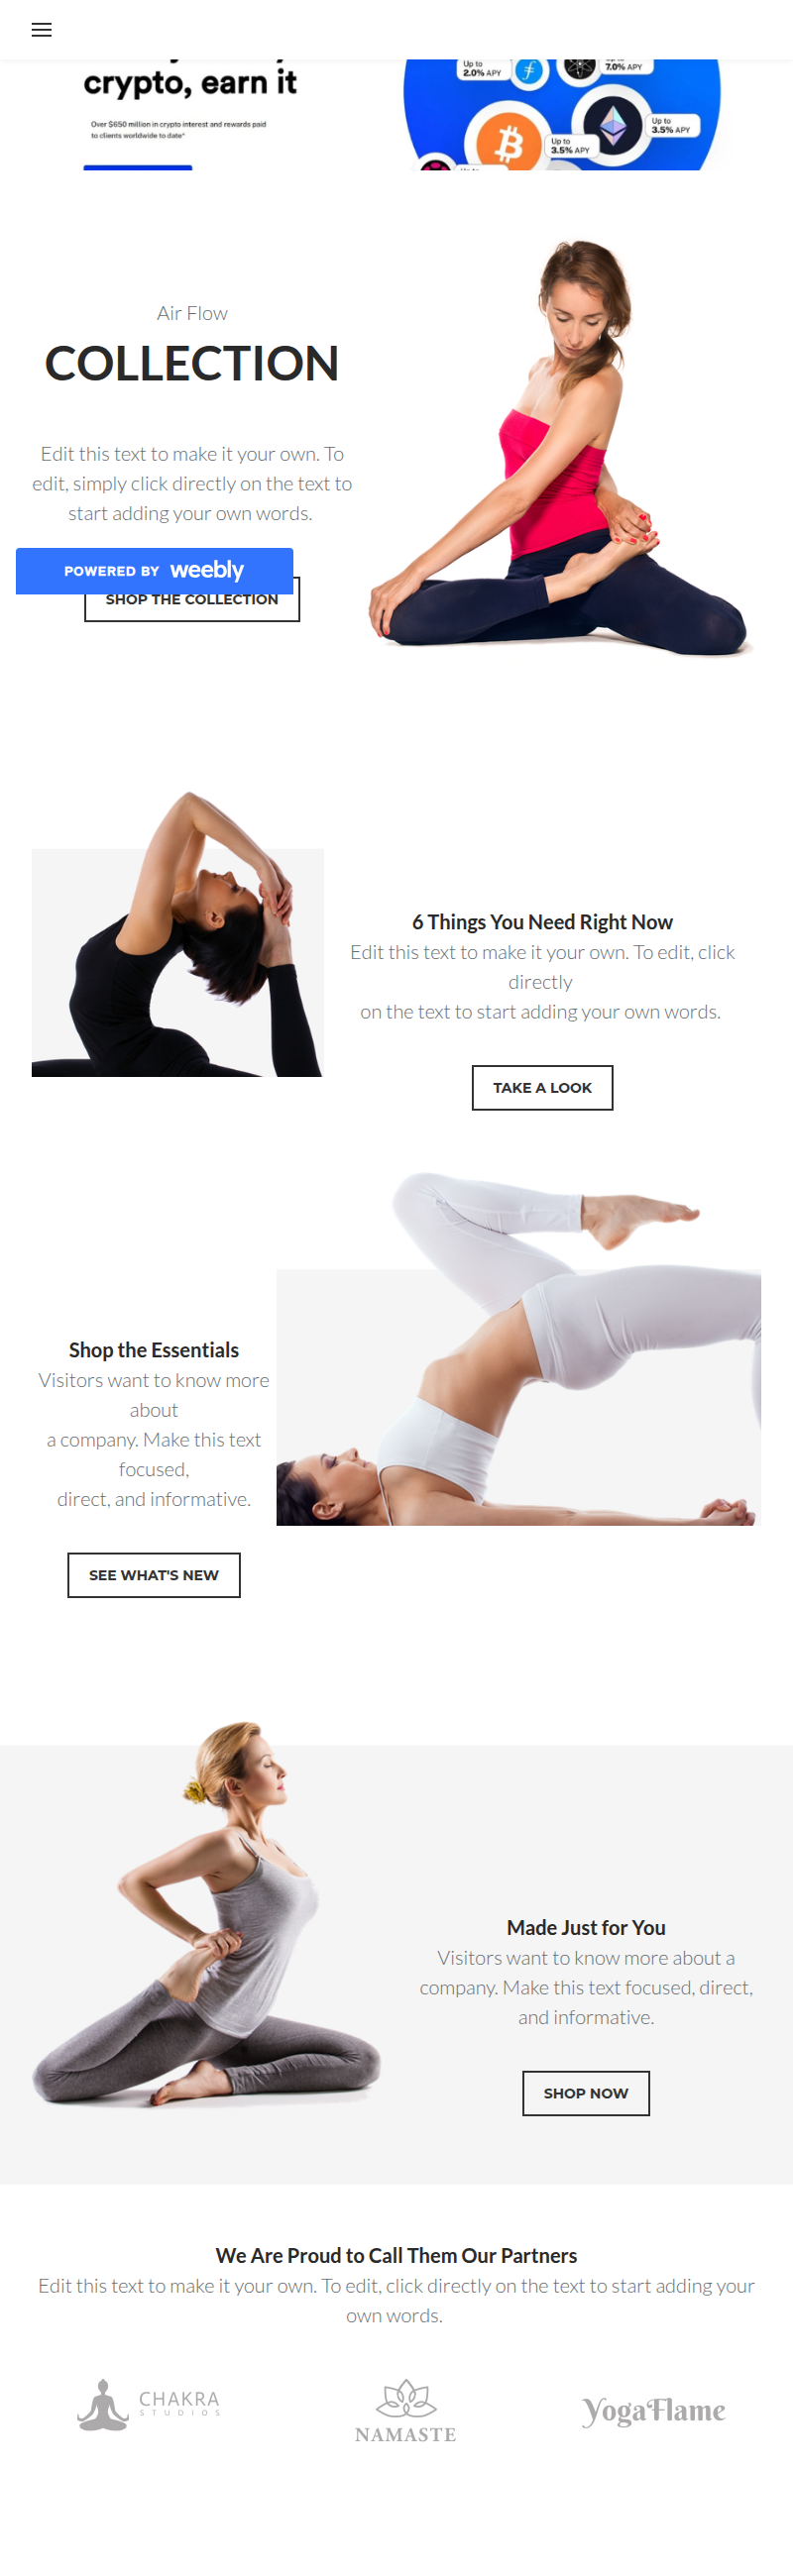 crypto, earn it
Over $650 million in crypto interest and rewards paid
to clients worldwide to date*
Up to
2.0% APY
Up to
7.0% APY
Up to
3.5% APY
Up to
3.5% APY
Air Flow
COLLECTION
Edit this text to make it your own. To
edit, simply click directly on the text to
start adding your own words.
POWERED BY weebly
SHOP THE COLLECTION
6 Things You Need Right Now
Edit this text to make it your own. To edit, click
directly
on the text to start adding your own words.
TAKE A LOOK
Shop the Essentials
Visitors want to know more
about
a company. Make this text
focused,
direct, and informative.
SEE WHAT'S NEW
Made Just for You
Visitors want to know more about a
company. Make this text focused, direct,
and informative.
SHOP NOW
We Are Proud to Call Them Our Partners
Edit this text to make it your own. To edit, click directly on the text to start adding your
own words.
CHAKRA
STUDIOS
NAMASTE
YogaFlame